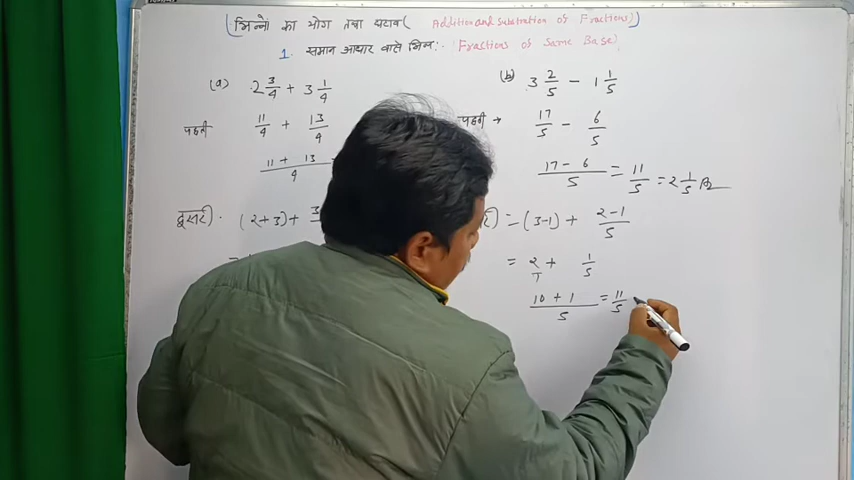 (भिन्नो का योग तथा घटाव( Addition and substration of Fractions))
1. समान आधार वाले भिन्न:- Fractions of Same Base)
(a) 2 3/4 + 3 1/4
पहली 11/4 + 13/4
11 + 13 / 4
दूसरी. (2+3) + 3
(b) 3 2/5 - 1 1/5
पहली → 17/5 - 6/5
17 - 6 / 5 = 11/5 = 2 1/5
= (3-1) + 2-1 / 5
= 2/1 + 1/5
10 + 1 / 5 = 11/5